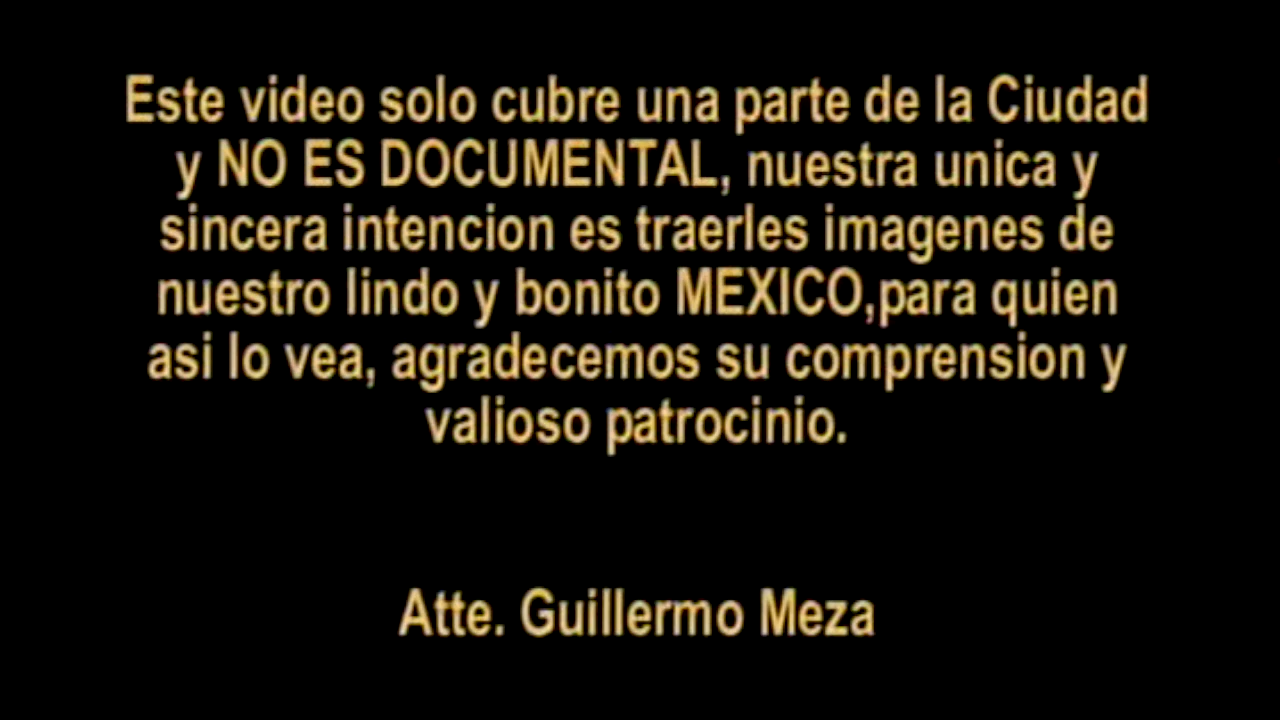 Este video solo cubre una parte de la Ciudad
y NO ES DOCUMENTAL, nuestra unica y
sincera intencion es traerles imagenes de
nuestro lindo y bonito MEXICO,para quien
asi lo vea, agradecemos su comprension y
valioso patrocinio.
Atte. Guillermo Meza